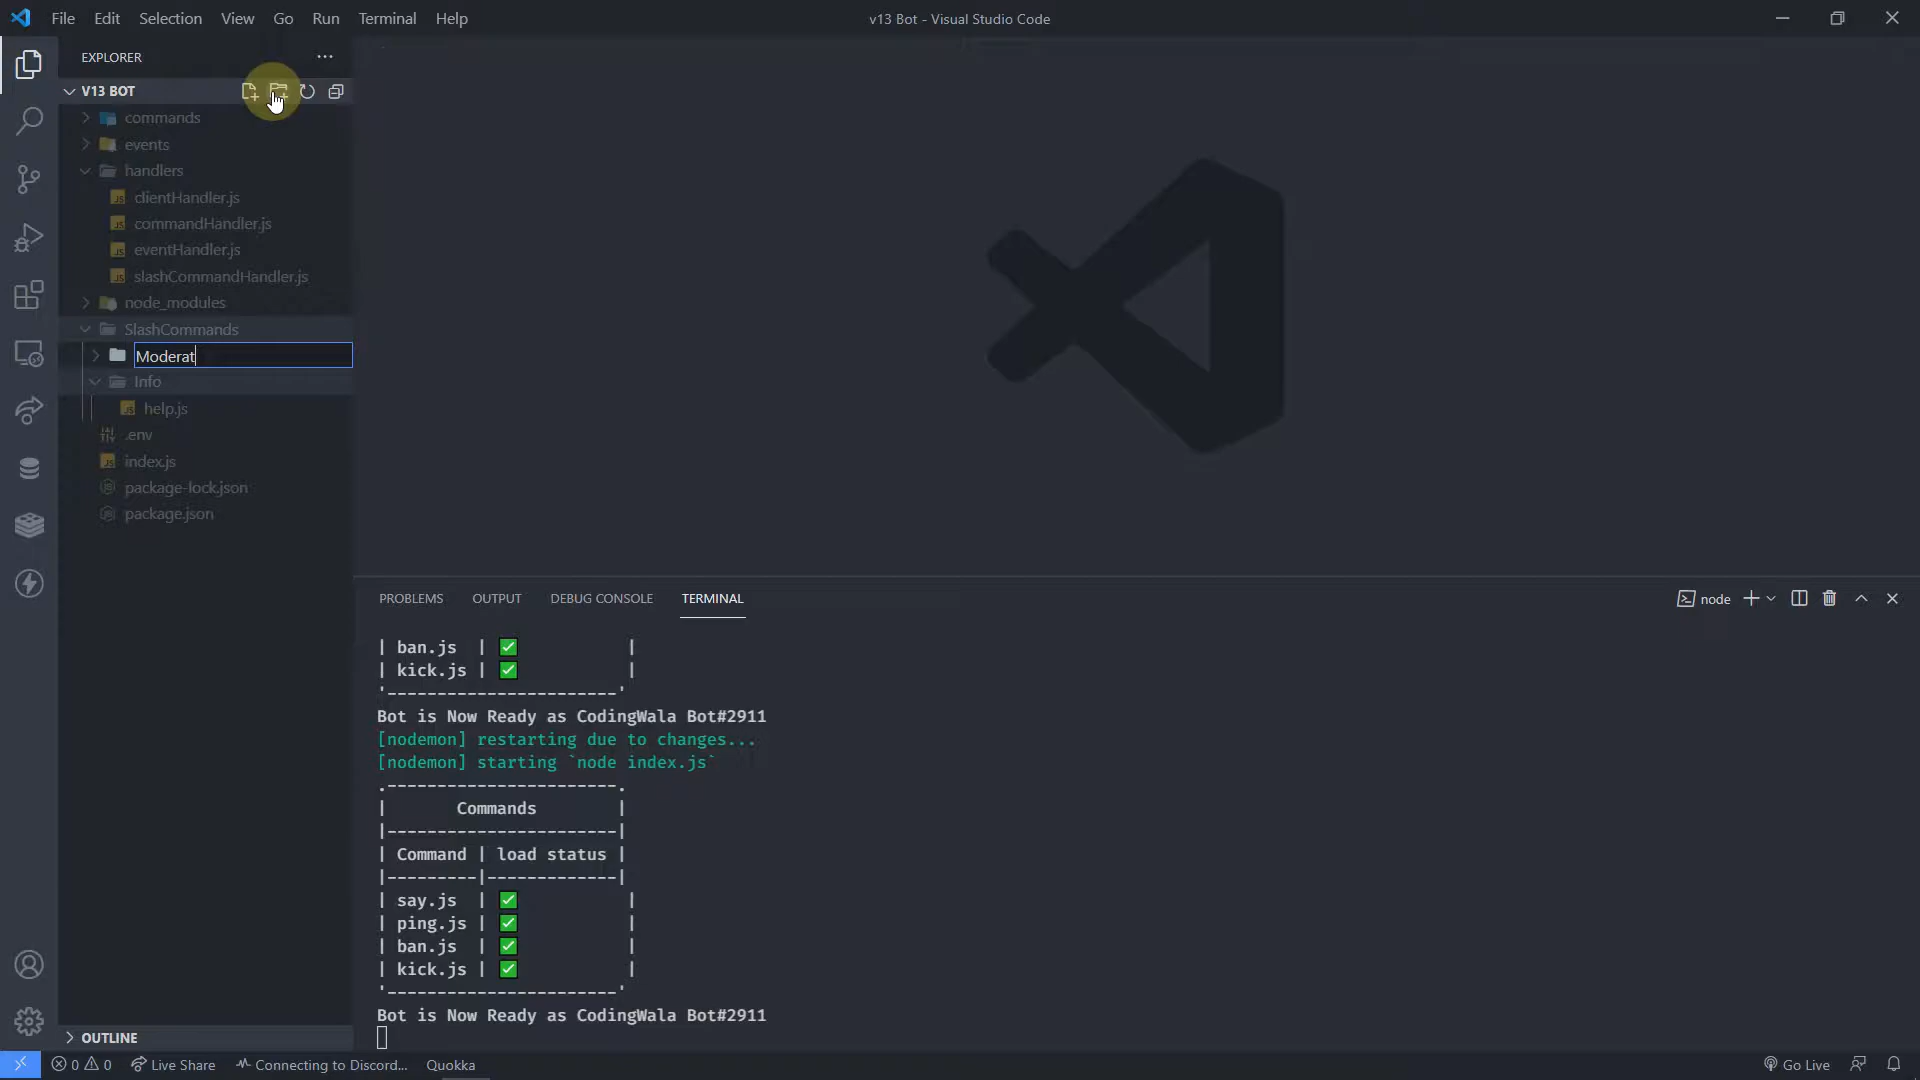 File Edit Selection View Go Run Terminal Help
v13 Bot - Visual Studio Code
EXPLORER
V13 BOT
commands
events
handlers
clientHandler.js
commandHandler.js
eventHandler.js
slashCommandHandler.js
node_modules
SlashCommands
Moderat
Info
help.js
.env
index.js
package-lock.json
package.json
OUTLINE
PROBLEMS OUTPUT DEBUG CONSOLE TERMINAL
node
| ban.js | ✅ |
| kick.js | ✅ |
'-----------------------'
Bot is Now Ready as CodingWala Bot#2911
[nodemon] restarting due to changes...
[nodemon] starting `node index.js`
.-----------------------.
| Commands |
|-----------------------|
| Command | load status |
|---------|-------------|
| say.js | ✅ |
| ping.js | ✅ |
| ban.js | ✅ |
| kick.js | ✅ |
'-----------------------'
Bot is Now Ready as CodingWala Bot#2911
0 0 Live Share Connecting to Discord... Quokka Go Live